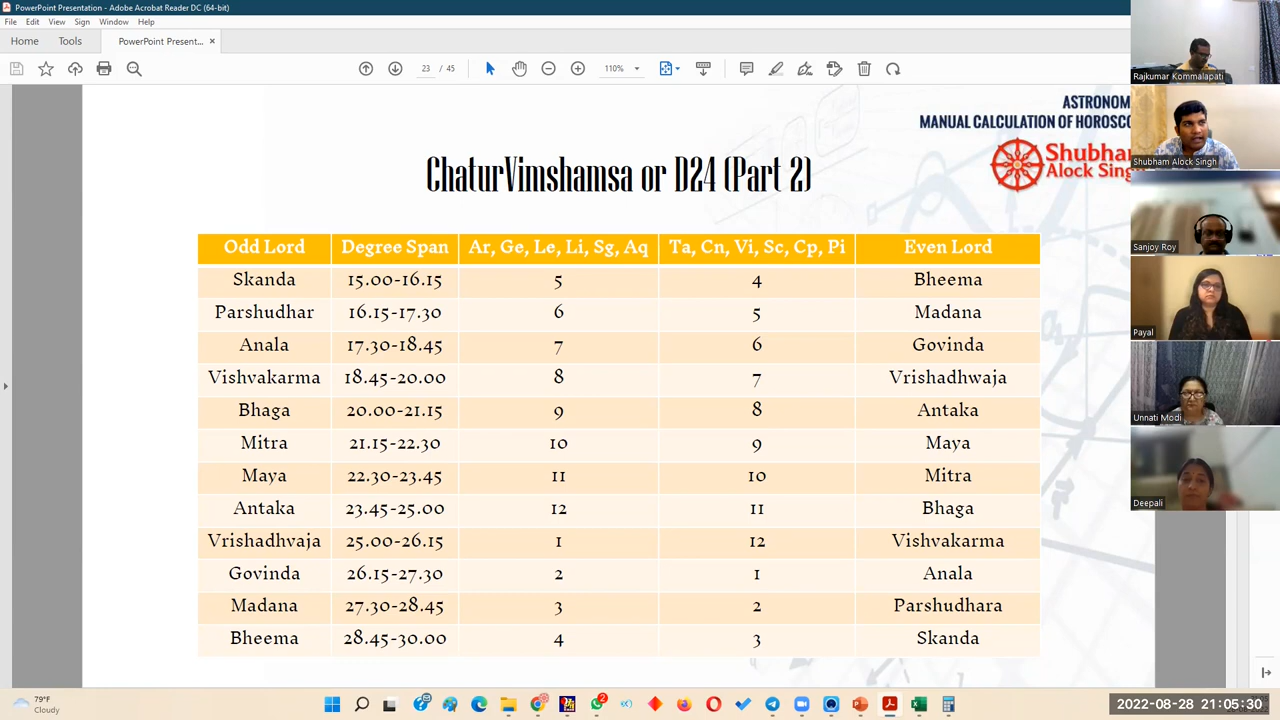 PowerPoint Presentation - Adobe Acrobat Reader DC (64-bit)
File Edit View Sign Window Help
Home Tools PowerPoint Present... ×
23 / 45 110%
ASTRONOM
MANUAL CALCULATION OF HOROSC
Shubham
Alock Sing
ChaturVimshamsa or D24 (Part 2)
Odd Lord Degree Span Ar, Ge, Le, Li, Sg, Aq Ta, Cn, Vi, Sc, Cp, Pi Even Lord
Skanda 15.00-16.15 5 4 Bheema
Parshudhar 16.15-17.30 6 5 Madana
Anala 17.30-18.45 7 6 Govinda
Vishvakarma 18.45-20.00 8 7 Vrishadhwaja
Bhaga 20.00-21.15 9 8 Antaka
Mitra 21.15-22.30 10 9 Maya
Maya 22.30-23.45 11 10 Mitra
Antaka 23.45-25.00 12 11 Bhaga
Vrishadhvaja 25.00-26.15 1 12 Vishvakarma
Govinda 26.15-27.30 2 1 Anala
Madana 27.30-28.45 3 2 Parshudhara
Bheema 28.45-30.00 4 3 Skanda
Rajkumar Kommalapati
Shubham Alock Singh
Sanjoy Roy
Payal
Unnati Modi
Deepali
79°F
Cloudy
2
2022-08-28 21:05:30